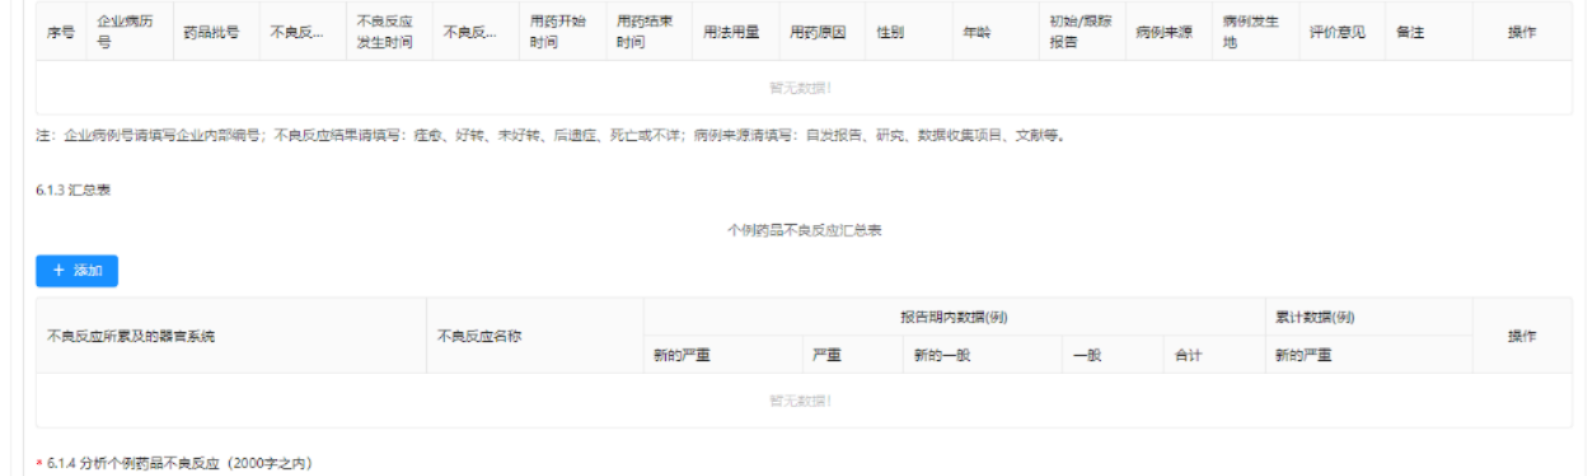 序号 企业病历号 药品批号 不良反... 不良反应发生时间 不良反... 用药开始时间 用药结束时间 用法用量 用药原因 性别 年龄 初始/跟踪报告 病例来源 病例发生地 评价意见 备注 操作
暂无数据!
注：企业病例号请填写企业内部编号；不良反应结果请填写：痊愈、好转、未好转、后遗症、死亡或不详；病例来源请填写：自发报告、研究、数据收集项目、文献等。
6.1.3 汇总表
个例药品不良反应汇总表
+ 添加
不良反应所累及的器官系统 不良反应名称 报告期内数据(例) 累计数据(例) 操作
新的严重 严重 新的一般 一般 合计 新的严重
暂无数据!
* 6.1.4 分析个例药品不良反应（2000字之内）